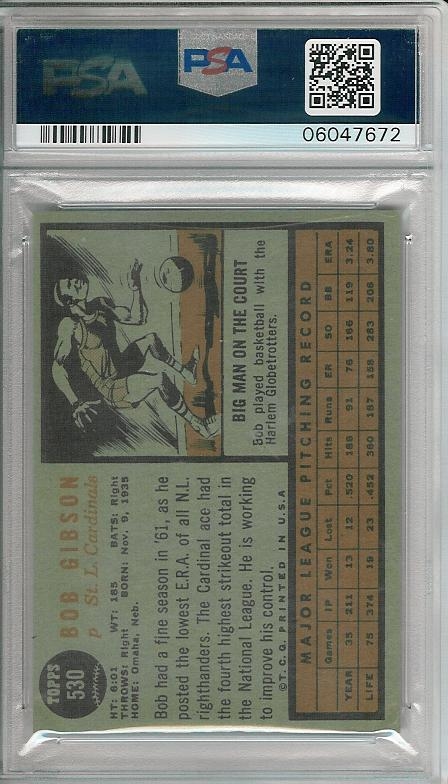 PSA
PSA
06047672
TOPPS
530
BOB GIBSON
p St. L. Cardinals
HT: 6:01 WT: 185 BATS: Right
THROWS: Right BORN: Nov. 9, 1935
HOME: Omaha, Neb.
Bob had a fine season in '61, as he
posted the lowest E.R.A. of all N.L.
righthanders. The Cardinal ace had
the fourth highest strikeout total in
the National League. He is working
to improve his control.
©T.C.G. PRINTED IN U.S.A
BIG MAN ON THE COURT
Bob played basketball with the
Harlem Globetrotters.
MAJOR LEAGUE PITCHING RECORD
Games IP Won Lost Pct Hits Runs ER SO BB ERA
YEAR 35 211 13 12 .520 186 91 76 166 119 3.24
LIFE 75 374 19 23 .452 380 187 158 283 208 3.80